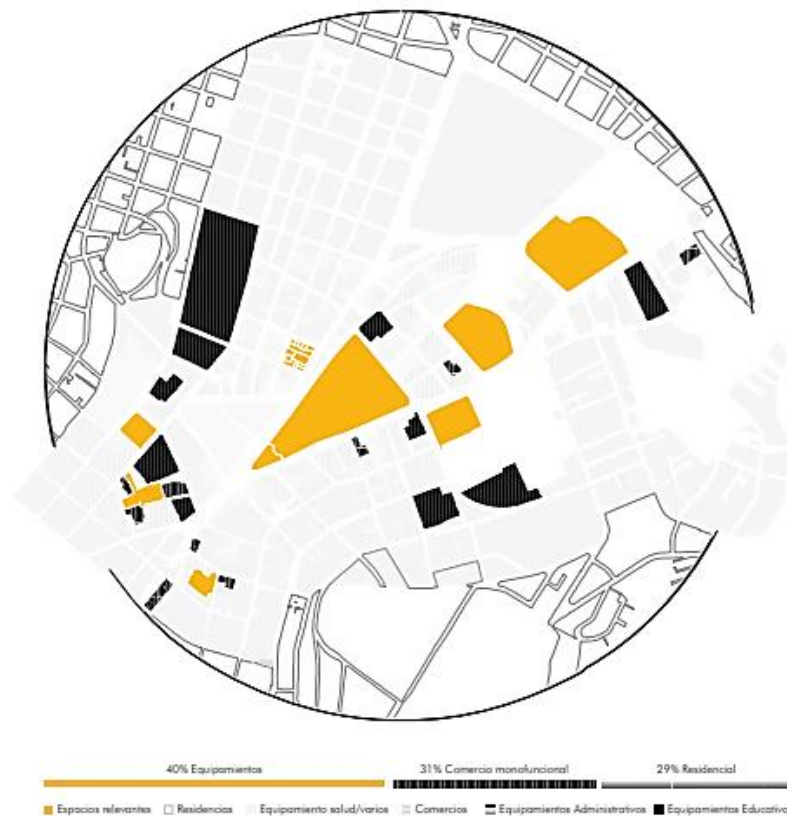 40% Equipamientos 31% Comercio monofuncional 29% Residencial
Espacios relevantes Residencias Equipamiento salud/varios Comercios Equipamientos Administrativos Equipamientos Educativo